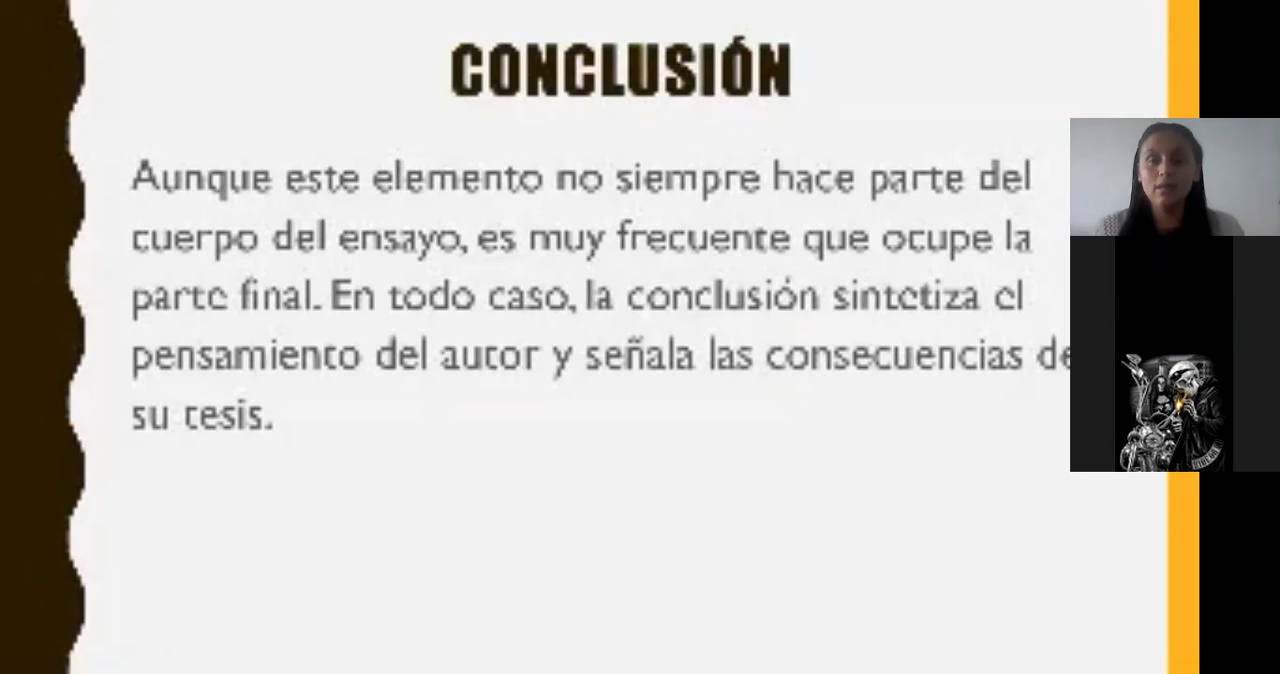 CONCLUSIÓN
Aunque este elemento no siempre hace parte del
cuerpo del ensayo, es muy frecuente que ocupe la
parte final. En todo caso, la conclusión sintetiza el
pensamiento del autor y señala las consecuencias de
su tesis.